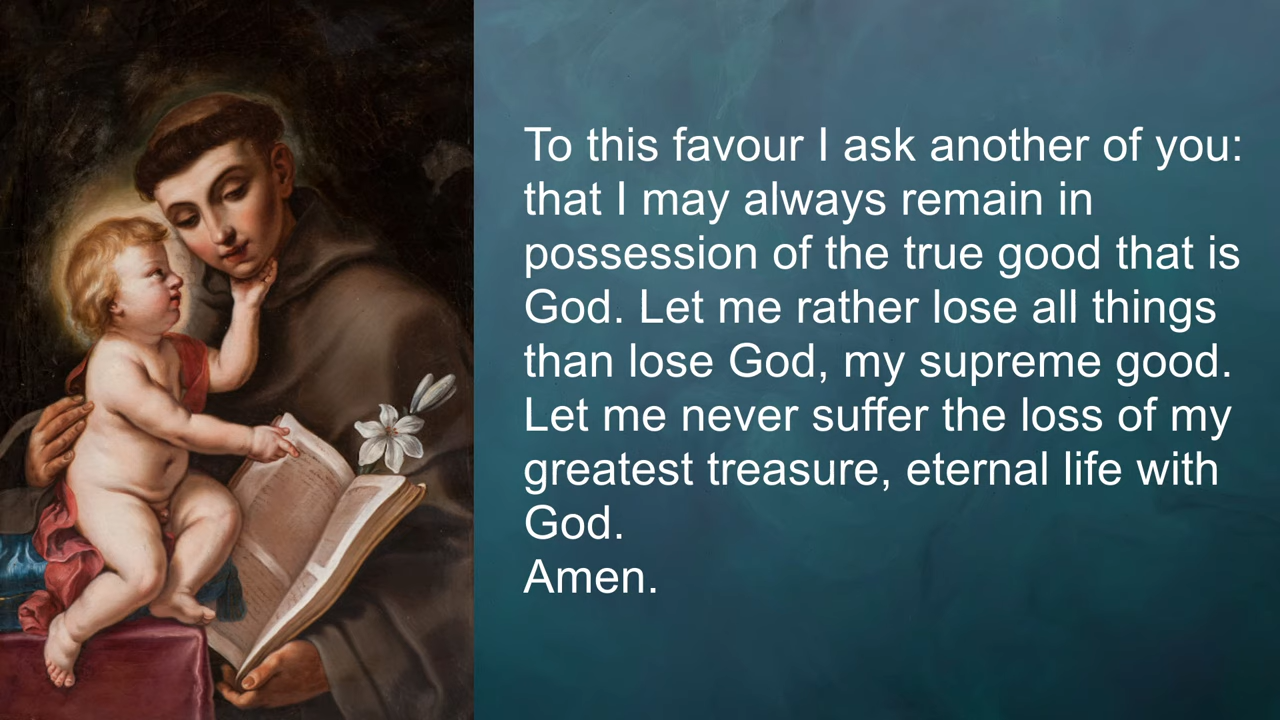 To this favour I ask another of you:
that I may always remain in
possession of the true good that is
God. Let me rather lose all things
than lose God, my supreme good.
Let me never suffer the loss of my
greatest treasure, eternal life with
God.
Amen.